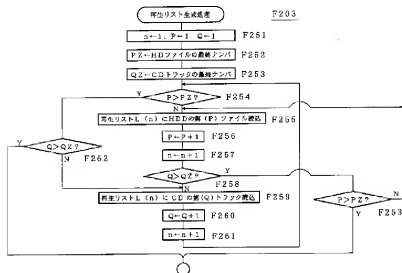 再生リスト生成処理
F203
n←1, P←1, Q←1
F251
PZ←HDファイルの最終ナンバ
F252
QZ←CDトラックの最終ナンバ
F253
P>PZ?
F254
Y
N
再生リストL(n)にHDDの第(P)ファイル読込
F255
P←P+1
F256
n←n+1
F257
Y
Q>QZ?
N
F262
Q>QZ?
Y
N
F258
再生リストL(n)にCDの第(Q)トラック読込
F259
P>PZ?
N
Y
F263
Q←Q+1
F260
n←n+1
F261